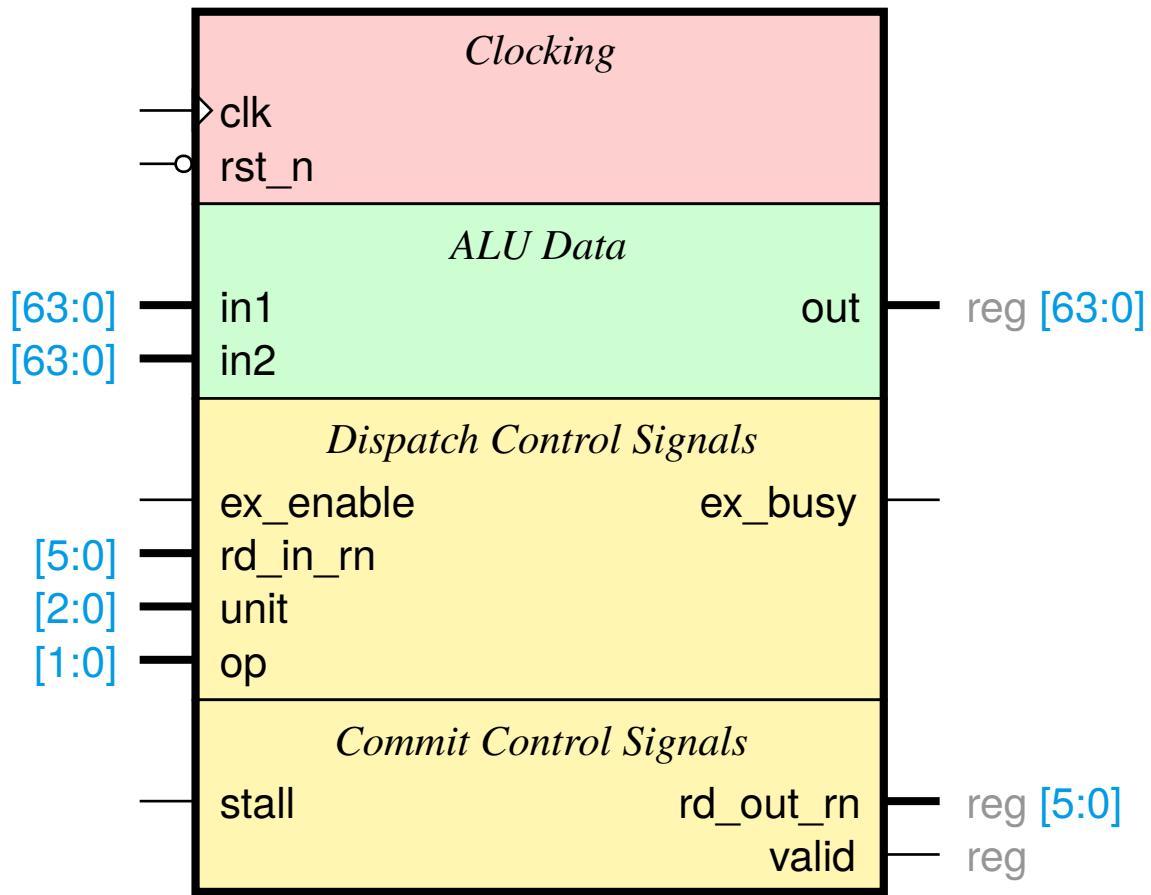 Clocking
clk
rst_n
ALU Data
[63:0] in1 out reg [63:0]
[63:0] in2
Dispatch Control Signals
ex_enable ex_busy
[5:0] rd_in_rn
[2:0] unit
[1:0] op
Commit Control Signals
stall rd_out_rn reg [5:0]
valid reg